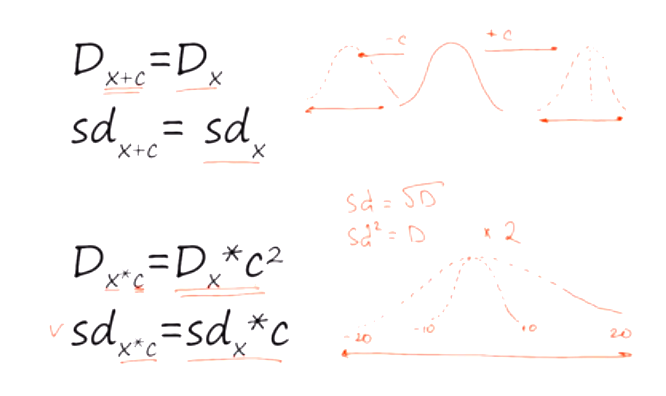 D_{x+c}=D_x
sd_{x+c}= sd_x
-c
+c
sd = √D
sd² = D
* 2
D_{x*c}=D_x*c²
v sd_{x*c}=sd_x*c
-20
-10
10
20